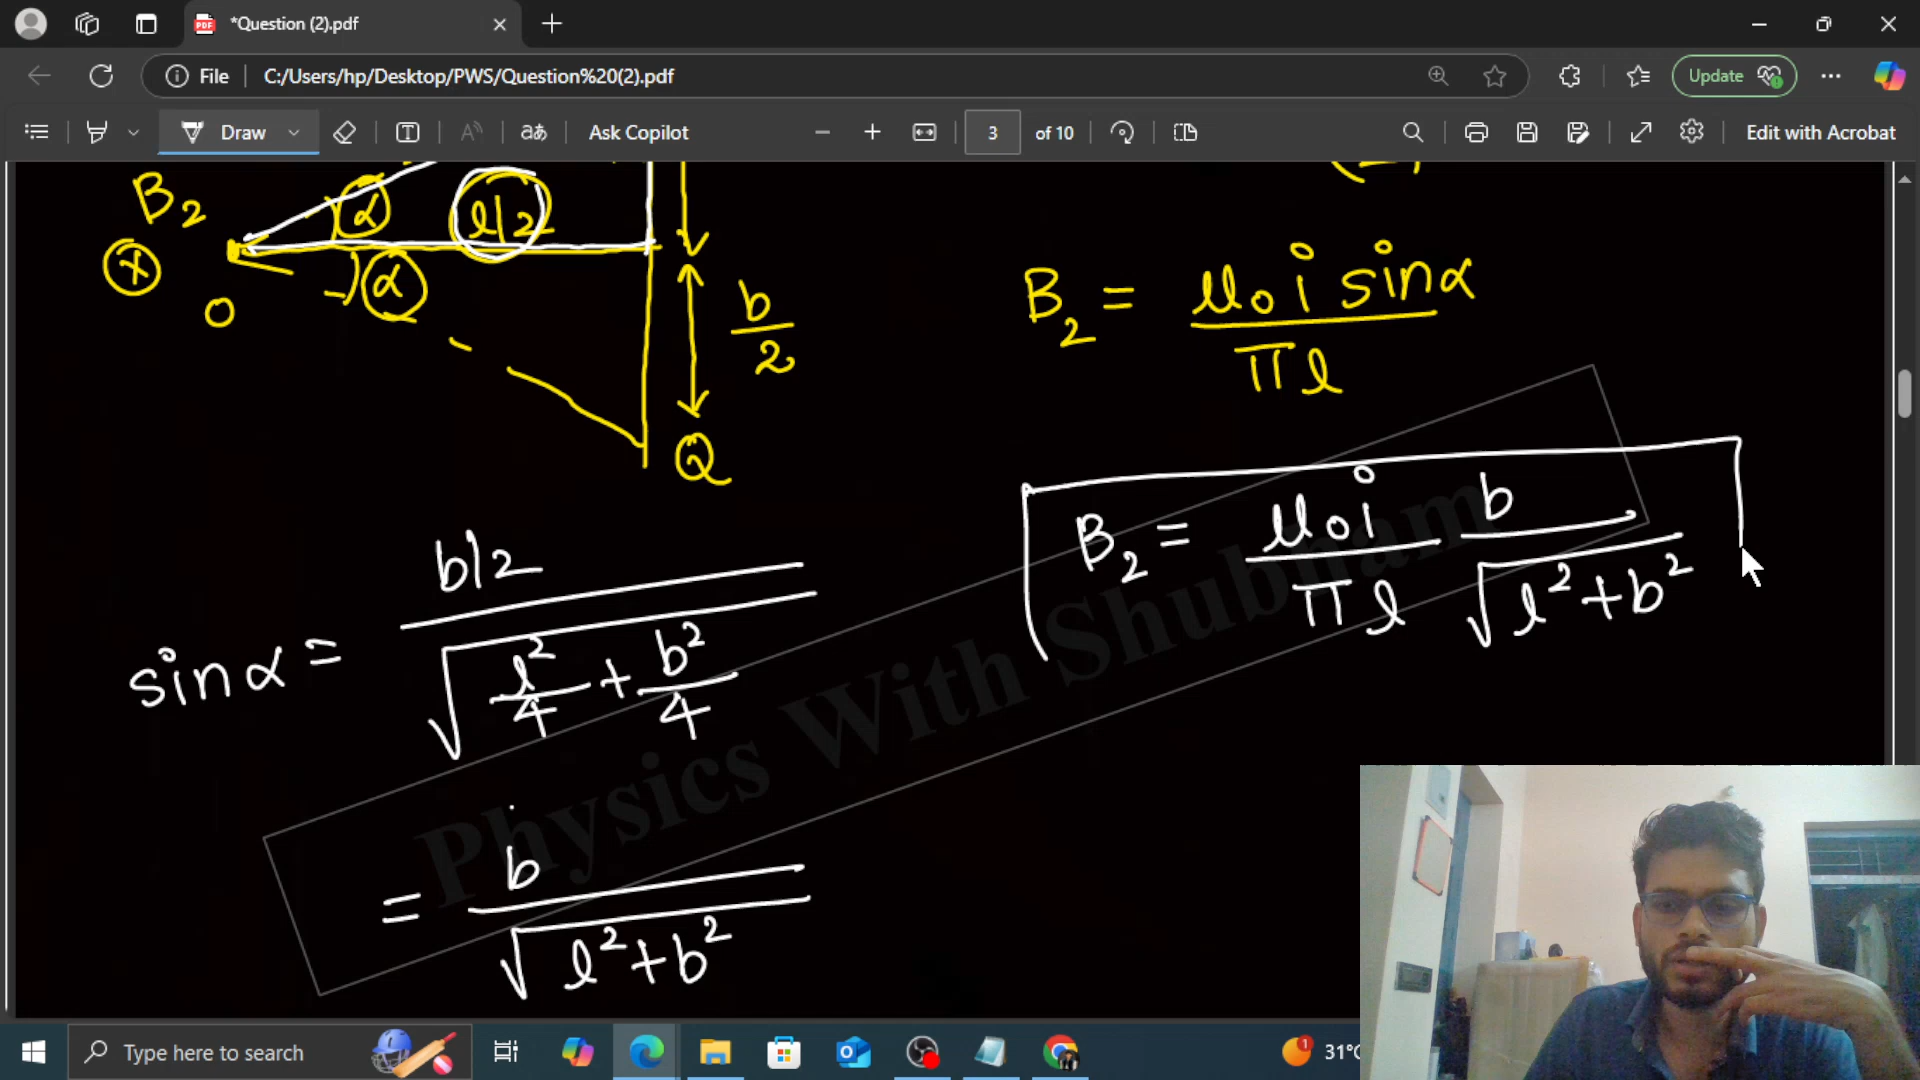 *Question (2).pdf
File C:/Users/hp/Desktop/PWS/Question%20(2).pdf Update
Draw Ask Copilot 3 of 10 Edit with Acrobat
B₂
α
l/2
(x)
α
O
b/2
Q
B₂ = μ₀ i sinα / πl
B₂ = μ₀i / πl b / √l²+b²
sinα = b/2 / √l²/4 + b²/4
= b / √l²+b²
Physics With Shubham
Type here to search
1
31°C